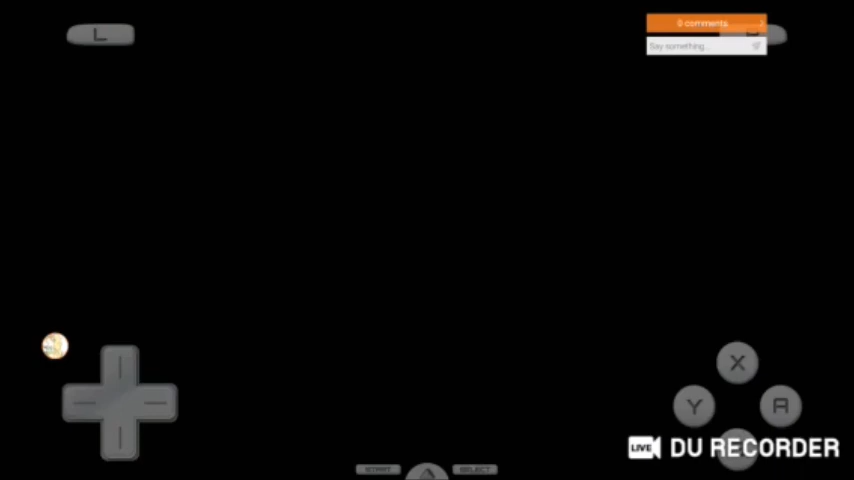 L
0 comments
Say something...
X
Y
A
LIVE
DU RECORDER
START
SELECT